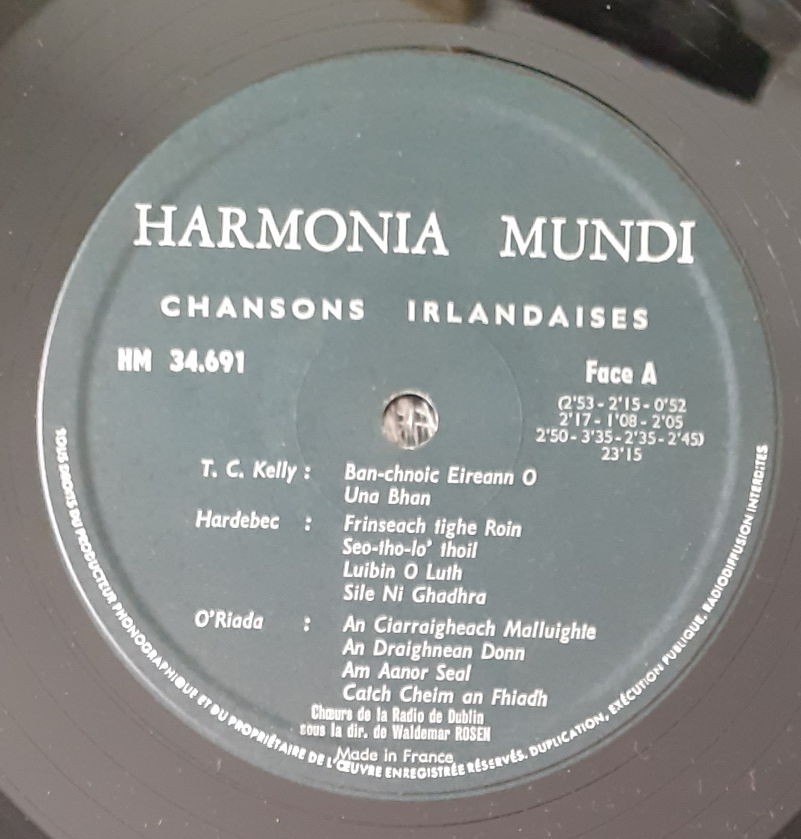 HARMONIA MUNDI
CHANSONS IRLANDAISES
HM 34.691
Face A
(2'53 - 2'15 - 0'52
2'17 - 1'08 - 2'05
2'50 - 3'35 - 2'35 - 2'45)
23'15
T. C. Kelly : Ban-chnoic Eireann O
Una Bhan
Hardebec : Frinseach tighe Roin
Seo-tho-lo' thoil
Luibin O Luth
Sile Ni Ghadhra
O'Riada : An Ciarraigheach Malluighte
An Draighnean Donn
Am Aanor Seal
Catch Cheim an Fhiadh
Chœurs de la Radio de Dublin
sous la dir. de Waldemar ROSEN
Made in France
TOUS DROITS DU PRODUCTEUR PHONOGRAPHIQUE ET DU PROPRIÉTAIRE DE L'ŒUVRE ENREGISTRÉE RÉSERVÉS. DUPLICATION, EXÉCUTION PUBLIQUE, RADIODIFFUSION INTERDITES